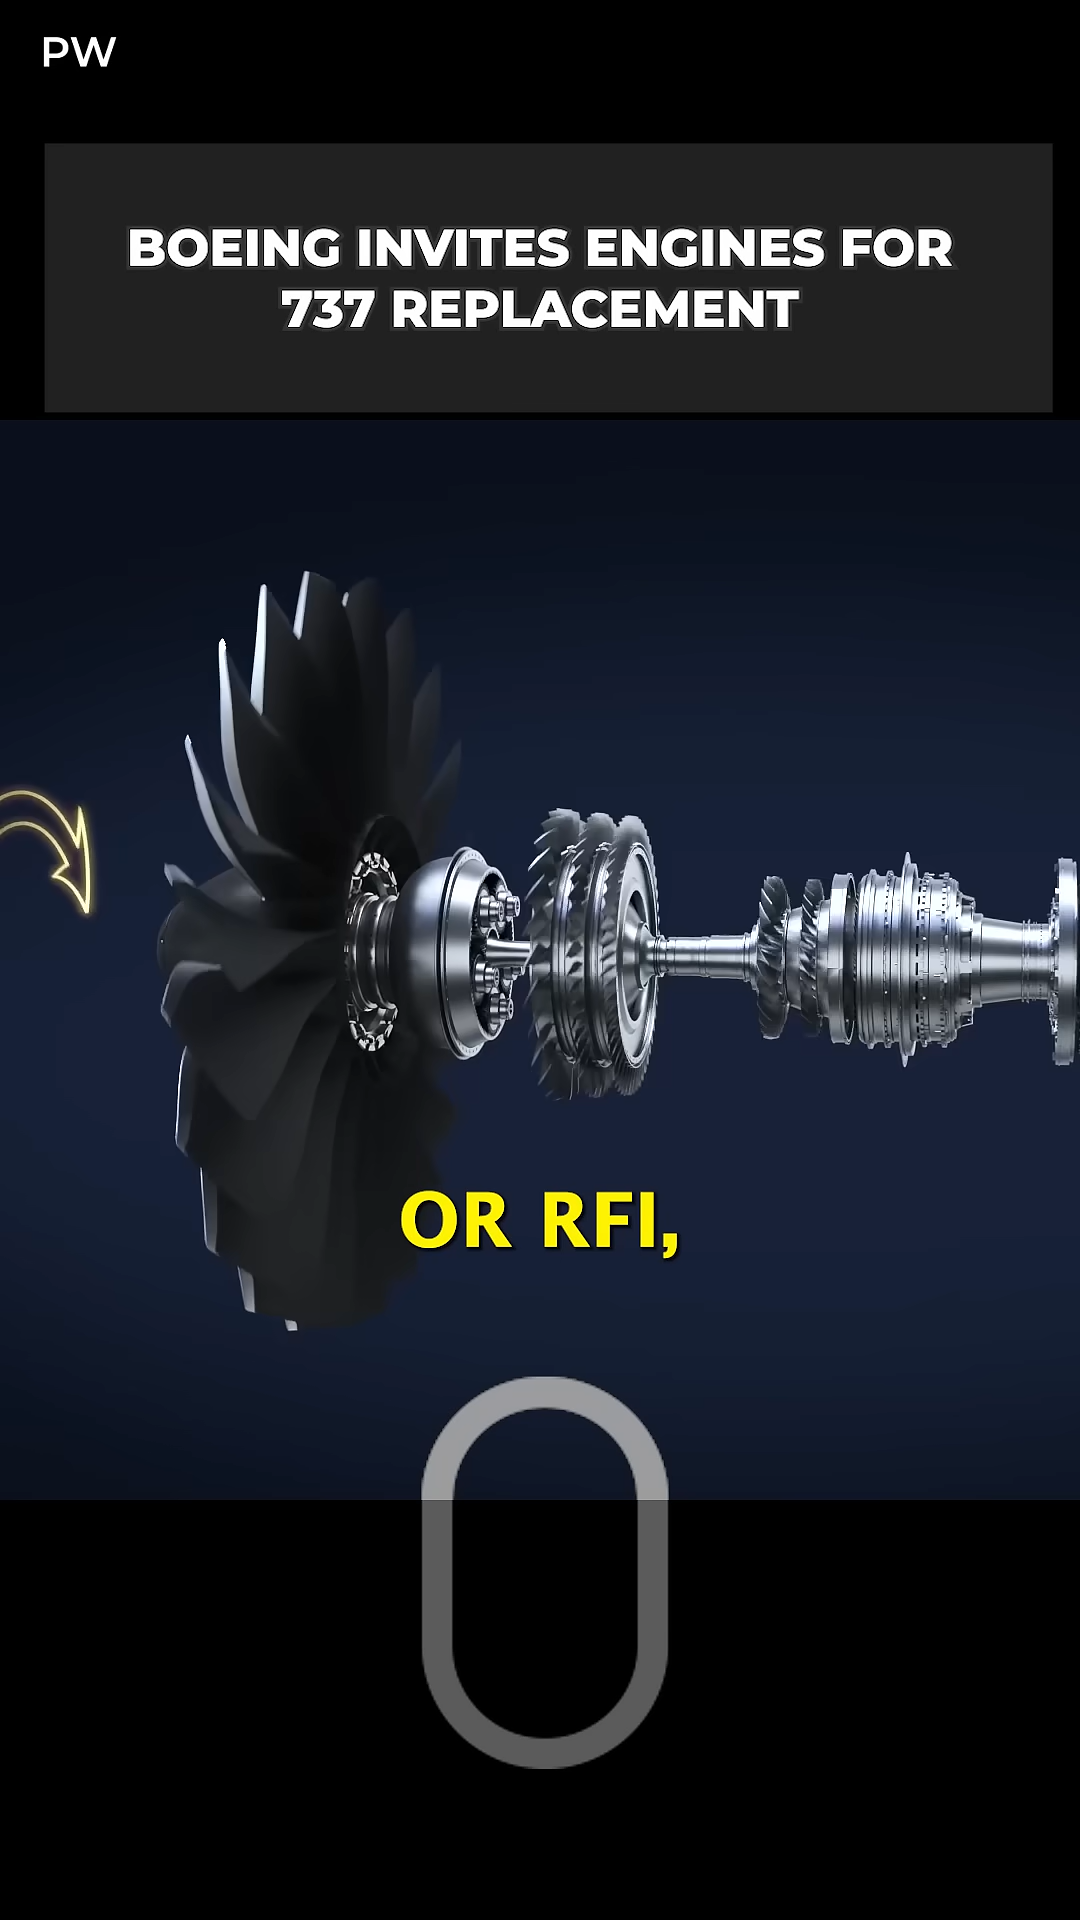 PW
BOEING INVITES ENGINES FOR
737 REPLACEMENT
OR RFI,